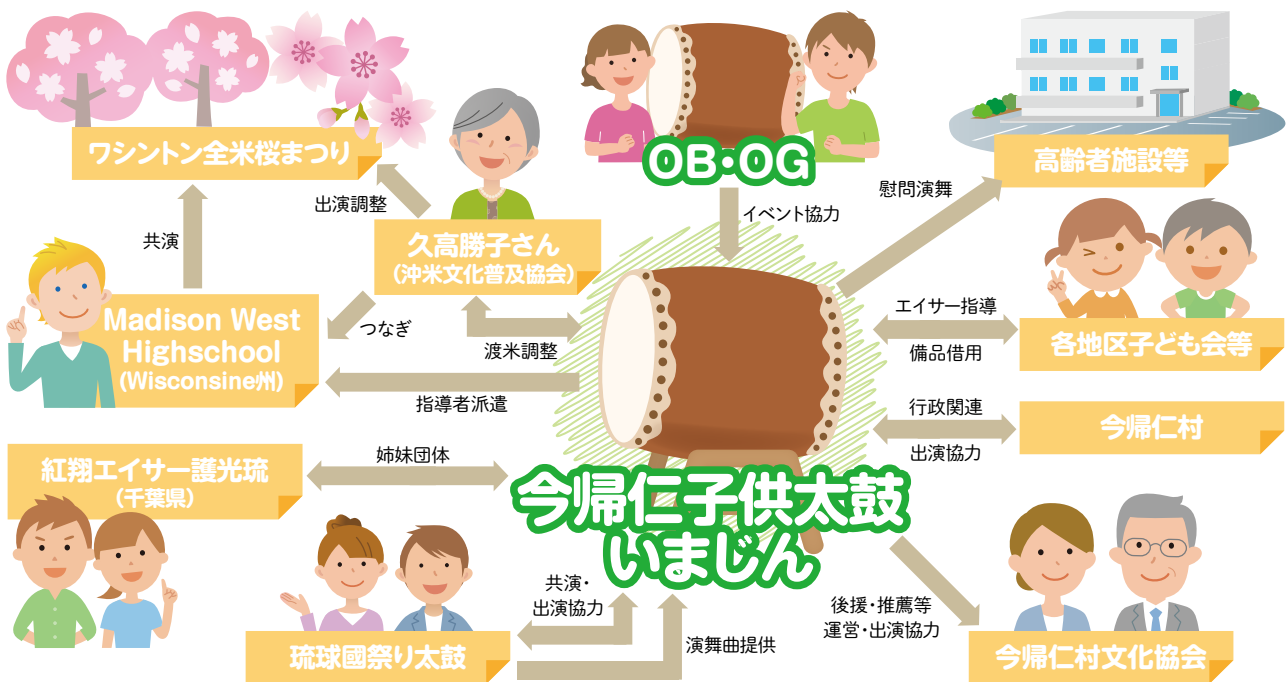 OB・OG
ワシントン全米桜まつり
高齢者施設等
慰問演舞
出演調整
イベント協力
共演
久高勝子さん
(沖米文化普及協会)
エイサー指導
Madison West
Highschool
(Wisconsine州)
つなぎ
渡米調整
備品借用
各地区子ども会等
指導者派遣
行政関連
今帰仁村
出演協力
姉妹団体
紅翔エイサー護光琉
(千葉県)
今帰仁子供太鼓
いまじん
共演・
出演協力
後援・推薦等
運営・出演協力
演舞曲提供
琉球國祭り太鼓
今帰仁村文化協会